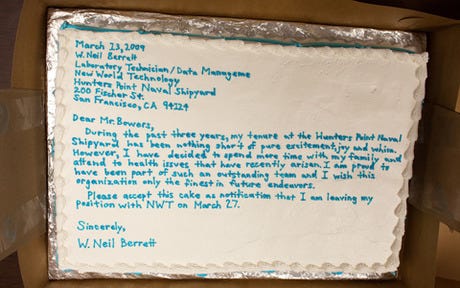 March 23, 2009
W. Neil Berrett
Laboratory Technician/Data Manageme
New World Technology
Hunters Point Naval Shipyard
200 Fischer St.
San Francisco, CA 94124
Dear Mr. Bowers,
During the past three years, my tenure at the Hunters Point Naval
Shipyard has been nothing short of pure excitement, joy and whim.
However, I have decided to spend more time with my family and
attend to health issues that have recently arisen. I am proud to
have been part of such an outstanding team and I wish this
organization only the finest in future endeavors.
Please accept this cake as notification that I am leaving my
position with NWT on March 27.
Sincerely,
W. Neil Berrett